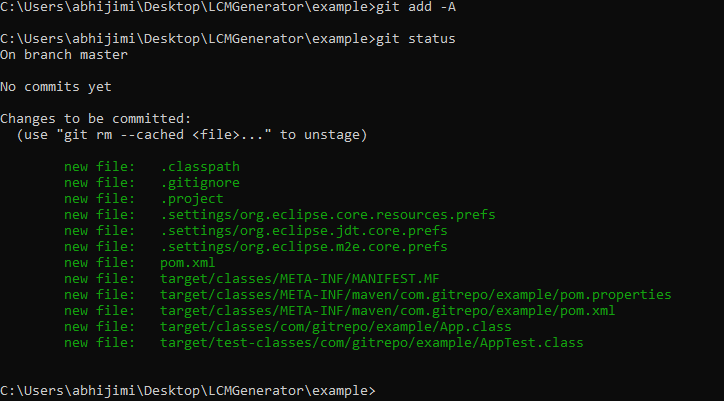 C:\Users\abhijimi\Desktop\LCMGenerator\example>git add -A
C:\Users\abhijimi\Desktop\LCMGenerator\example>git status
On branch master
No commits yet
Changes to be committed:
  (use "git rm --cached <file>..." to unstage)
        new file:   .classpath
        new file:   .gitignore
        new file:   .project
        new file:   .settings/org.eclipse.core.resources.prefs
        new file:   .settings/org.eclipse.jdt.core.prefs
        new file:   .settings/org.eclipse.m2e.core.prefs
        new file:   pom.xml
        new file:   target/classes/META-INF/MANIFEST.MF
        new file:   target/classes/META-INF/maven/com.gitrepo/example/pom.properties
        new file:   target/classes/META-INF/maven/com.gitrepo/example/pom.xml
        new file:   target/classes/com/gitrepo/example/App.class
        new file:   target/test-classes/com/gitrepo/example/AppTest.class
C:\Users\abhijimi\Desktop\LCMGenerator\example>